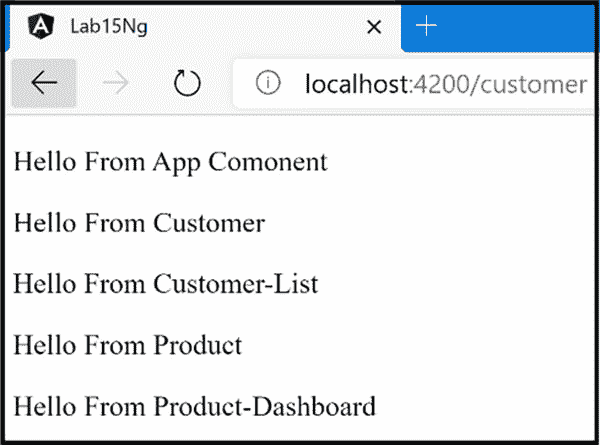 Lab15Ng
localhost:4200/customer
Hello From App Comonent
Hello From Customer
Hello From Customer-List
Hello From Product
Hello From Product-Dashboard